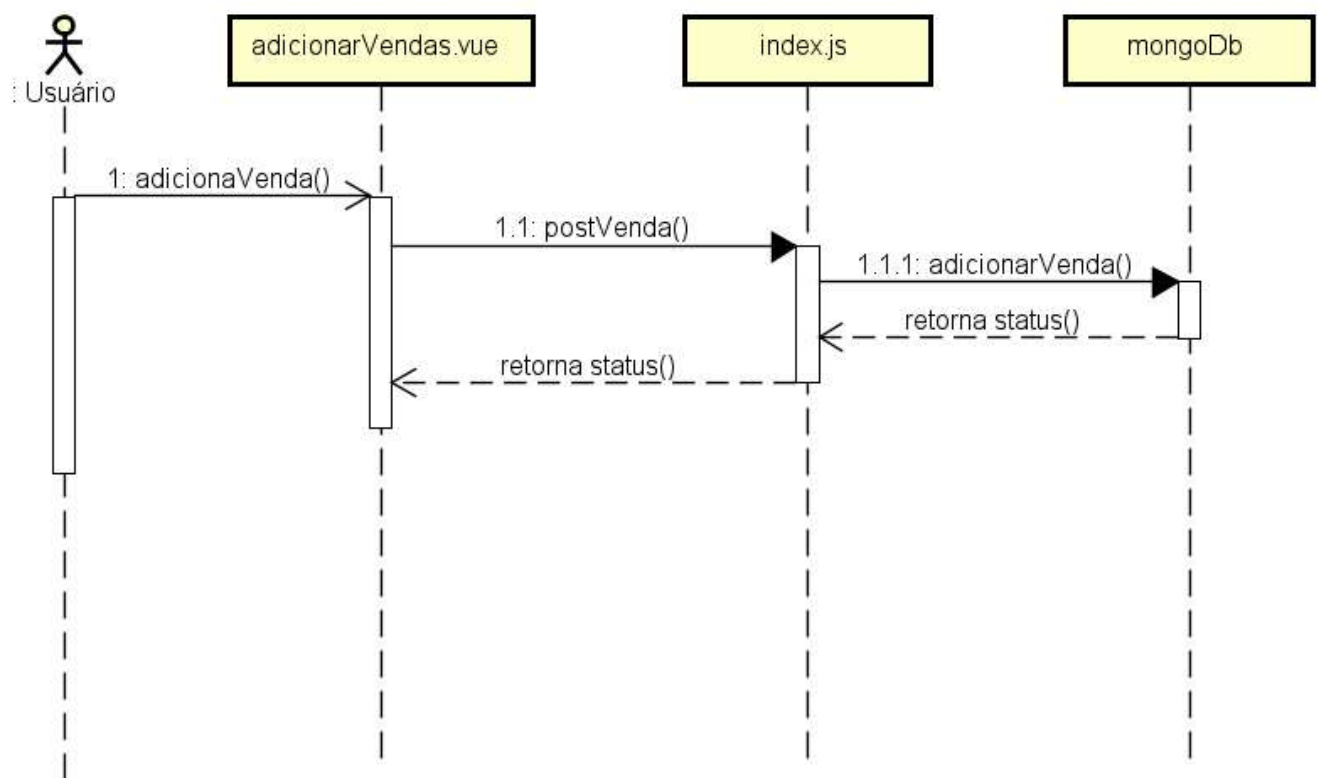 adicionarVendas.vue
index.js
mongoDb
: Usuário
1: adicionaVenda()
1.1: postVenda()
1.1.1: adicionarVenda()
retorna status()
retorna status()